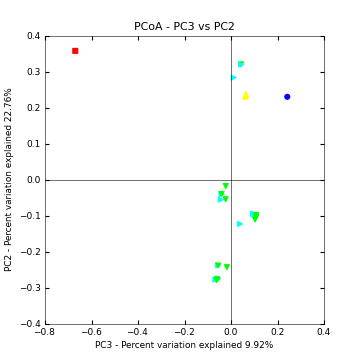 PCoA - PC3 vs PC2
0.4
0.3
0.2
0.1
0.0
−0.1
−0.2
−0.3
−0.4
PC2 - Percent variation explained 22.76%
−0.8 −0.6 −0.4 −0.2 0.0 0.2 0.4
PC3 - Percent variation explained 9.92%